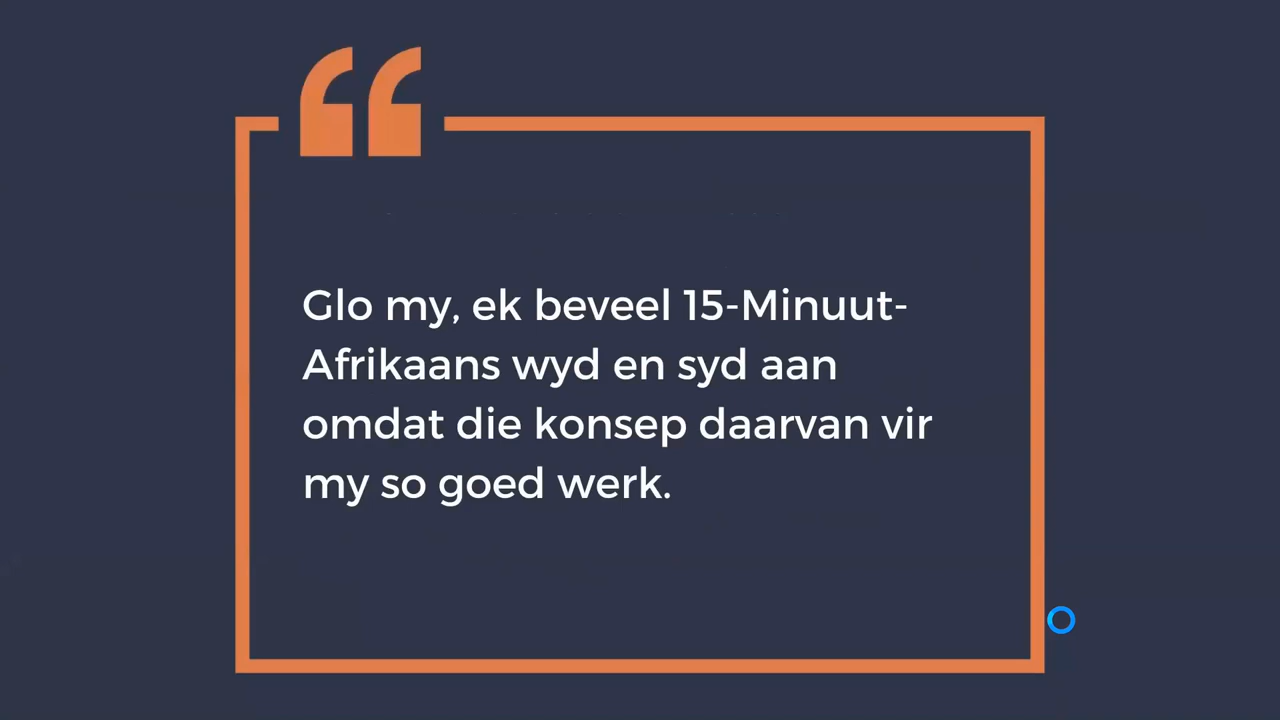 Glo my, ek beveel 15-Minuut-
Afrikaans wyd en syd aan
omdat die konsep daarvan vir
my so goed werk.